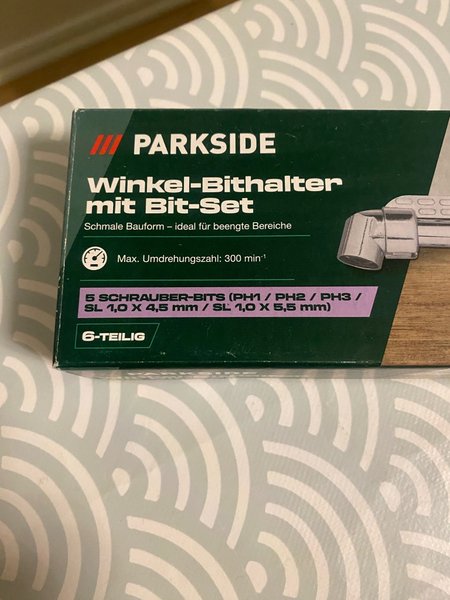 PARKSIDE
Winkel-Bithalter
mit Bit-Set
Schmale Bauform – ideal für beengte Bereiche
Max. Umdrehungszahl: 300 min⁻¹
5 SCHRAUBER-BITS (PH1 / PH2 / PH3 /
SL 1,0 X 4,5 mm / SL 1,0 X 5,5 mm)
6-TEILIG
PARKSIDE